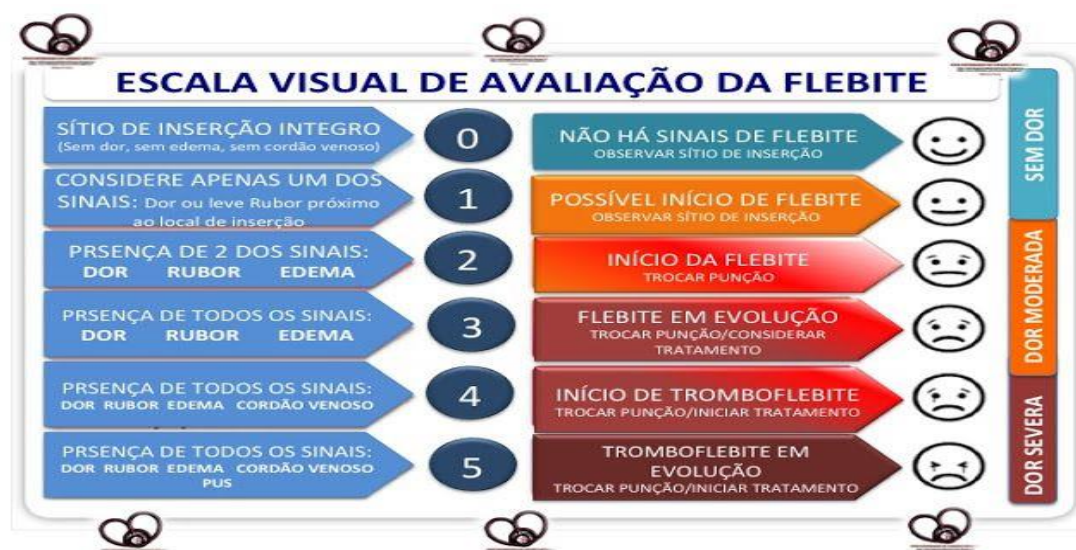 ESCALA VISUAL DE AVALIAÇÃO DA FLEBITE
SÍTIO DE INSERÇÃO INTEGRO
(Sem dor, sem edema, sem cordão venoso)
0
NÃO HÁ SINAIS DE FLEBITE
OBSERVAR SÍTIO DE INSERÇÃO
CONSIDERE APENAS UM DOS
SINAIS: Dor ou leve Rubor próximo
ao local de inserção
1
POSSÍVEL INÍCIO DE FLEBITE
OBSERVAR SÍTIO DE INSERÇÃO
PRSENÇA DE 2 DOS SINAIS:
DOR RUBOR EDEMA
2
INÍCIO DA FLEBITE
TROCAR PUNÇÃO
PRSENÇA DE TODOS OS SINAIS:
DOR RUBOR EDEMA
3
FLEBITE EM EVOLUÇÃO
TROCAR PUNÇÃO/CONSIDERAR
TRATAMENTO
PRSENÇA DE TODOS OS SINAIS:
DOR RUBOR EDEMA CORDÃO VENOSO
4
INÍCIO DE TROMBOFLEBITE
TROCAR PUNÇÃO/INICIAR TRATAMENTO
PRSENÇA DE TODOS OS SINAIS:
DOR RUBOR EDEMA CORDÃO VENOSO
PUS
5
TROMBOFLEBITE EM
EVOLUÇÃO
TROCAR PUNÇÃO/INICIAR TRATAMENTO
SEM DOR
DOR MODERADA
DOR SEVERA